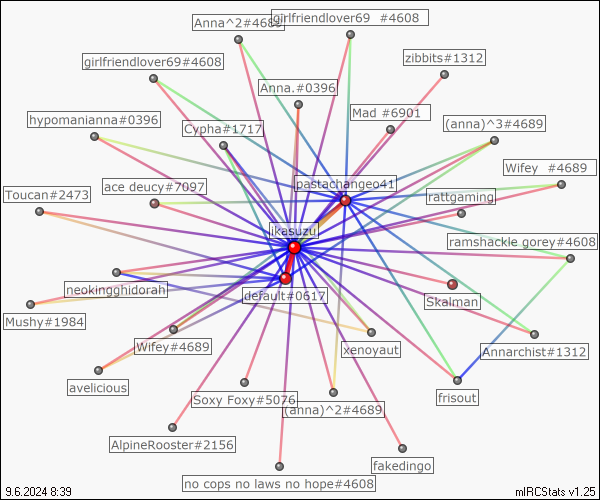 Anna^2#4689
girlfriendlover69 #4608
zibbits#1312
girlfriendlover69#4608
Anna.#0396
hypomanianna#0396
Cypha#1717
Mad #6901
(anna)^3#4689
Wifey #4689
pastachangeo41
Toucan#2473
ace deucy#7097
rattgaming
ikasuzu
ramshackle gorey#4608
neokingghidorah
default#0617
Skalman
Mushy#1984
Wifey#4689
xenoyaut
Annarchist#1312
avelicious
Soxy Foxy#5076
(anna)^2#4689
frisout
AlpineRooster#2156
fakedingo
no cops no laws no hope#4608
9.6.2024 8:39
mIRCStats v1.25